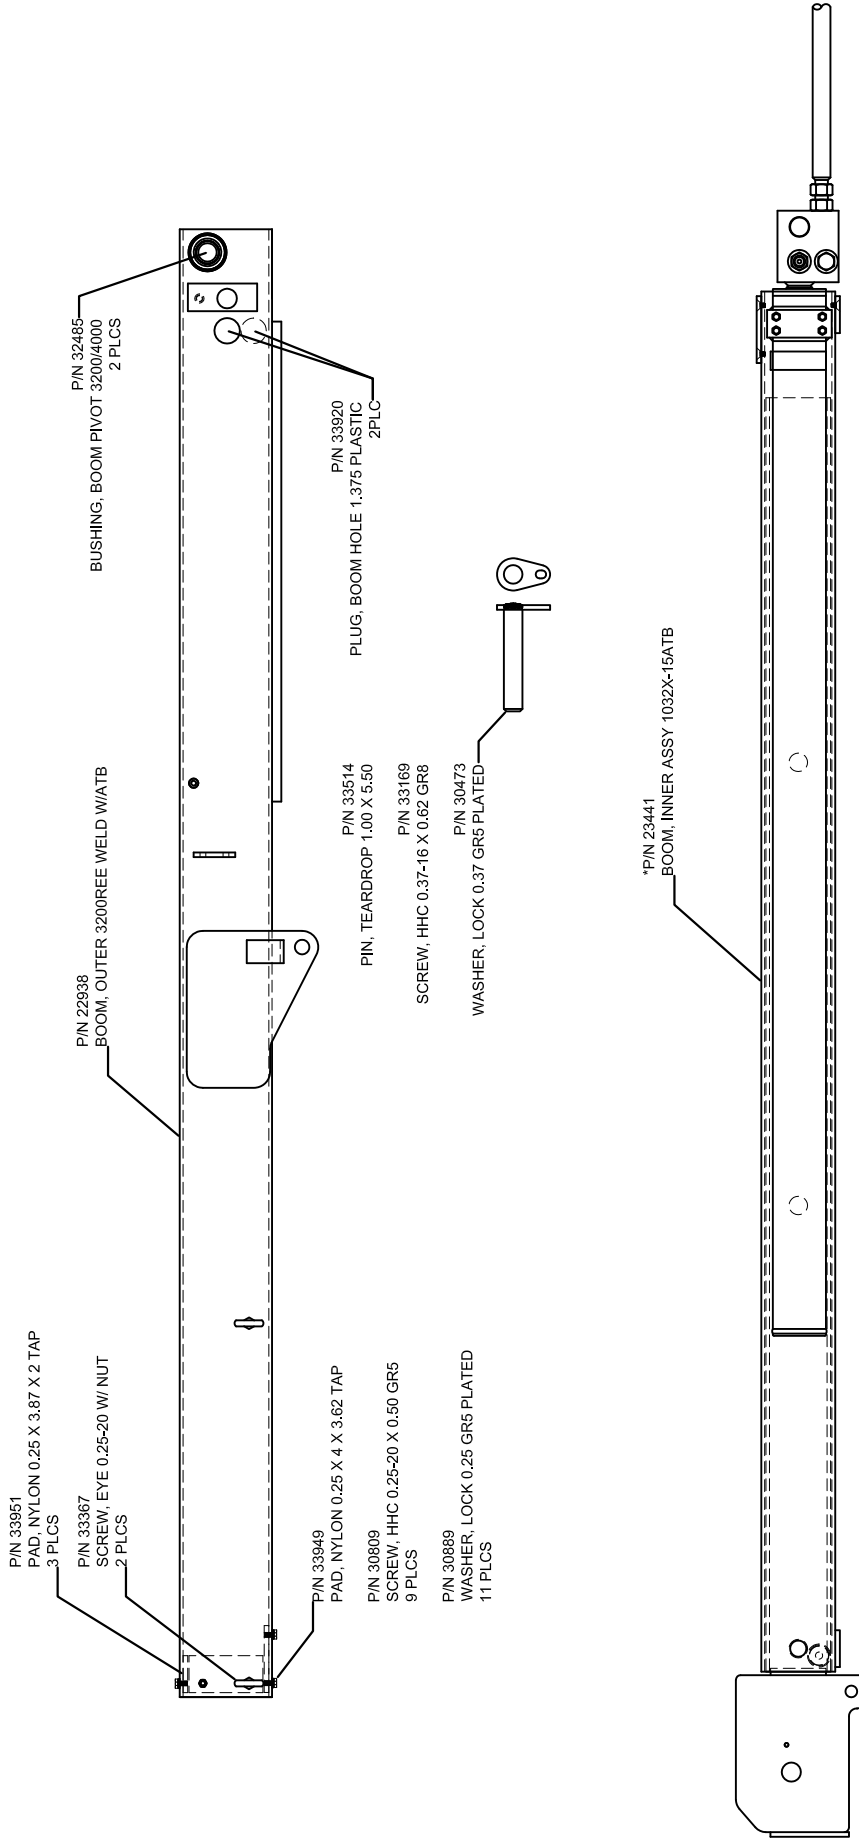 P/N 33951
PAD, NYLON 0.25 X 3.87 X 2 TAP
3 PLCS
P/N 33367
SCREW, EYE 0.25-20 W/ NUT
2 PLCS
P/N 22938
BOOM, OUTER 3200REE WELD W/ATB
P/N 32485
BUSHING, BOOM PIVOT 3200/4000
2 PLCS
P/N 33949
PAD, NYLON 0.25 X 4 X 3.62 TAP
P/N 30809
SCREW, HHC 0.25-20 X 0.50 GR5
9 PLCS
P/N 30889
WASHER, LOCK 0.25 GR5 PLATED
11 PLCS
P/N 33514
PIN, TEARDROP 1.00 X 5.50
P/N 33169
SCREW, HHC 0.37-16 X 0.62 GR8
P/N 30473
WASHER, LOCK 0.37 GR5 PLATED
P/N 33920
PLUG, BOOM HOLE 1.375 PLASTIC
2PLC
*P/N 23441
BOOM, INNER ASSY 1032X-15ATB